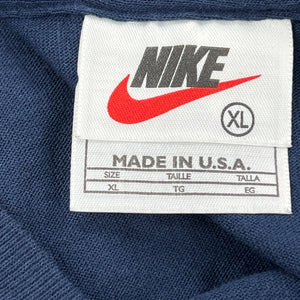 NIKE
XL
MADE IN U.S.A.
SIZE TAILLE TALLA
XL TG EG